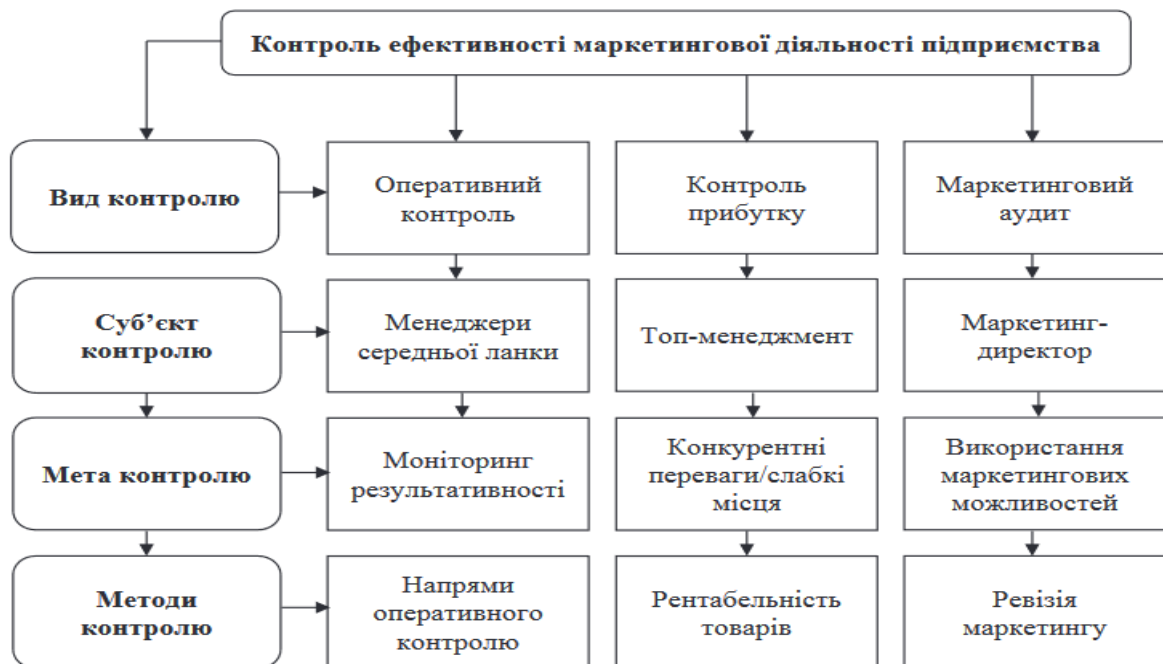 Контроль ефективності маркетингової діяльності підприємства
Вид контролю
Оперативний
контроль
Контроль
прибутку
Маркетинговий
аудит
Суб’єкт
контролю
Менеджери
середньої ланки
Топ-менеджмент
Маркетинг-
директор
Мета контролю
Моніторинг
результативності
Конкурентні
переваги/слабкі
місця
Використання
маркетингових
можливостей
Методи
контролю
Напрями
оперативного
контролю
Рентабельність
товарів
Ревізія
маркетингу